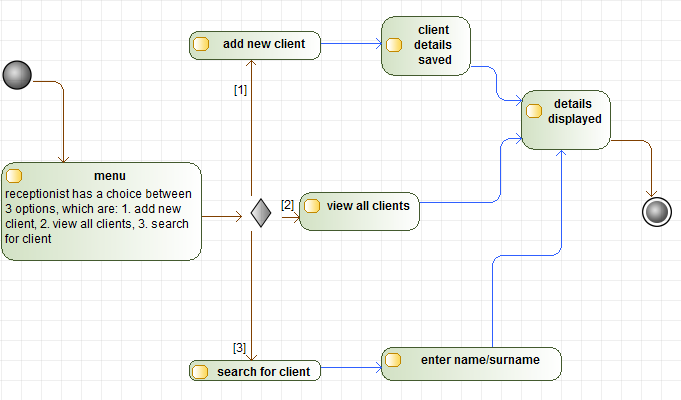 add new client
client
details
saved
[1]
details
displayed
menu
receptionist has a choice between
3 options, which are: 1. add new
client, 2. view all clients, 3. search
for client
[2]
view all clients
[3]
search for client
enter name/surname